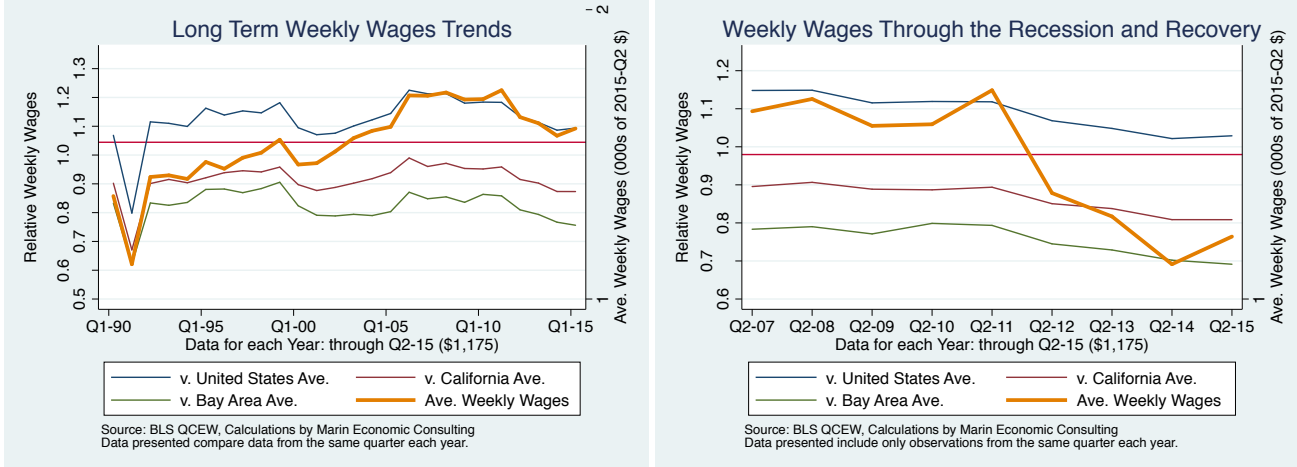 Long Term Weekly Wages Trends
Relative Weekly Wages
1.3
1.2
1.1
1.0
0.9
0.8
0.7
0.6
0.5
2
1
Ave. Weekly Wages (000s of 2015-Q2 $)
Q1-90 Q1-95 Q1-00 Q1-05 Q1-10 Q1-15
Data for each Year: through Q2-15 ($1,175)
v. United States Ave. v. California Ave.
v. Bay Area Ave. Ave. Weekly Wages
Source: BLS QCEW, Calculations by Marin Economic Consulting
Data presented compare data from the same quarter each year.
Weekly Wages Through the Recession and Recovery
Relative Weekly Wages
1.2
1.1
1.0
0.9
0.8
0.7
0.6
1
Ave. Weekly Wages (000s of 2015-Q2 $)
Q2-07 Q2-08 Q2-09 Q2-10 Q2-11 Q2-12 Q2-13 Q2-14 Q2-15
Data for each Year: through Q2-15 ($1,175)
v. United States Ave. v. California Ave.
v. Bay Area Ave. Ave. Weekly Wages
Source: BLS QCEW, Calculations by Marin Economic Consulting
Data presented include only observations from the same quarter each year.